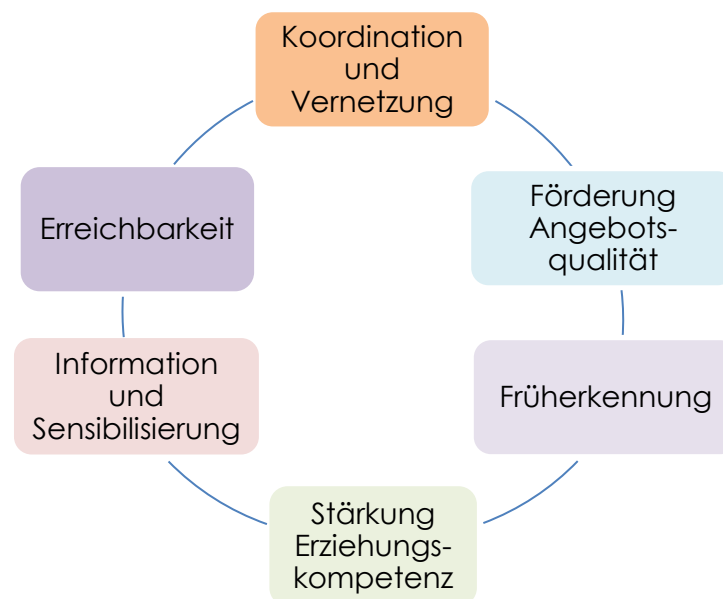 Koordination
und
Vernetzung
Förderung
Angebots-
qualität
Früherkennung
Stärkung
Erziehungs-
kompetenz
Information
und
Sensibilisierung
Erreichbarkeit